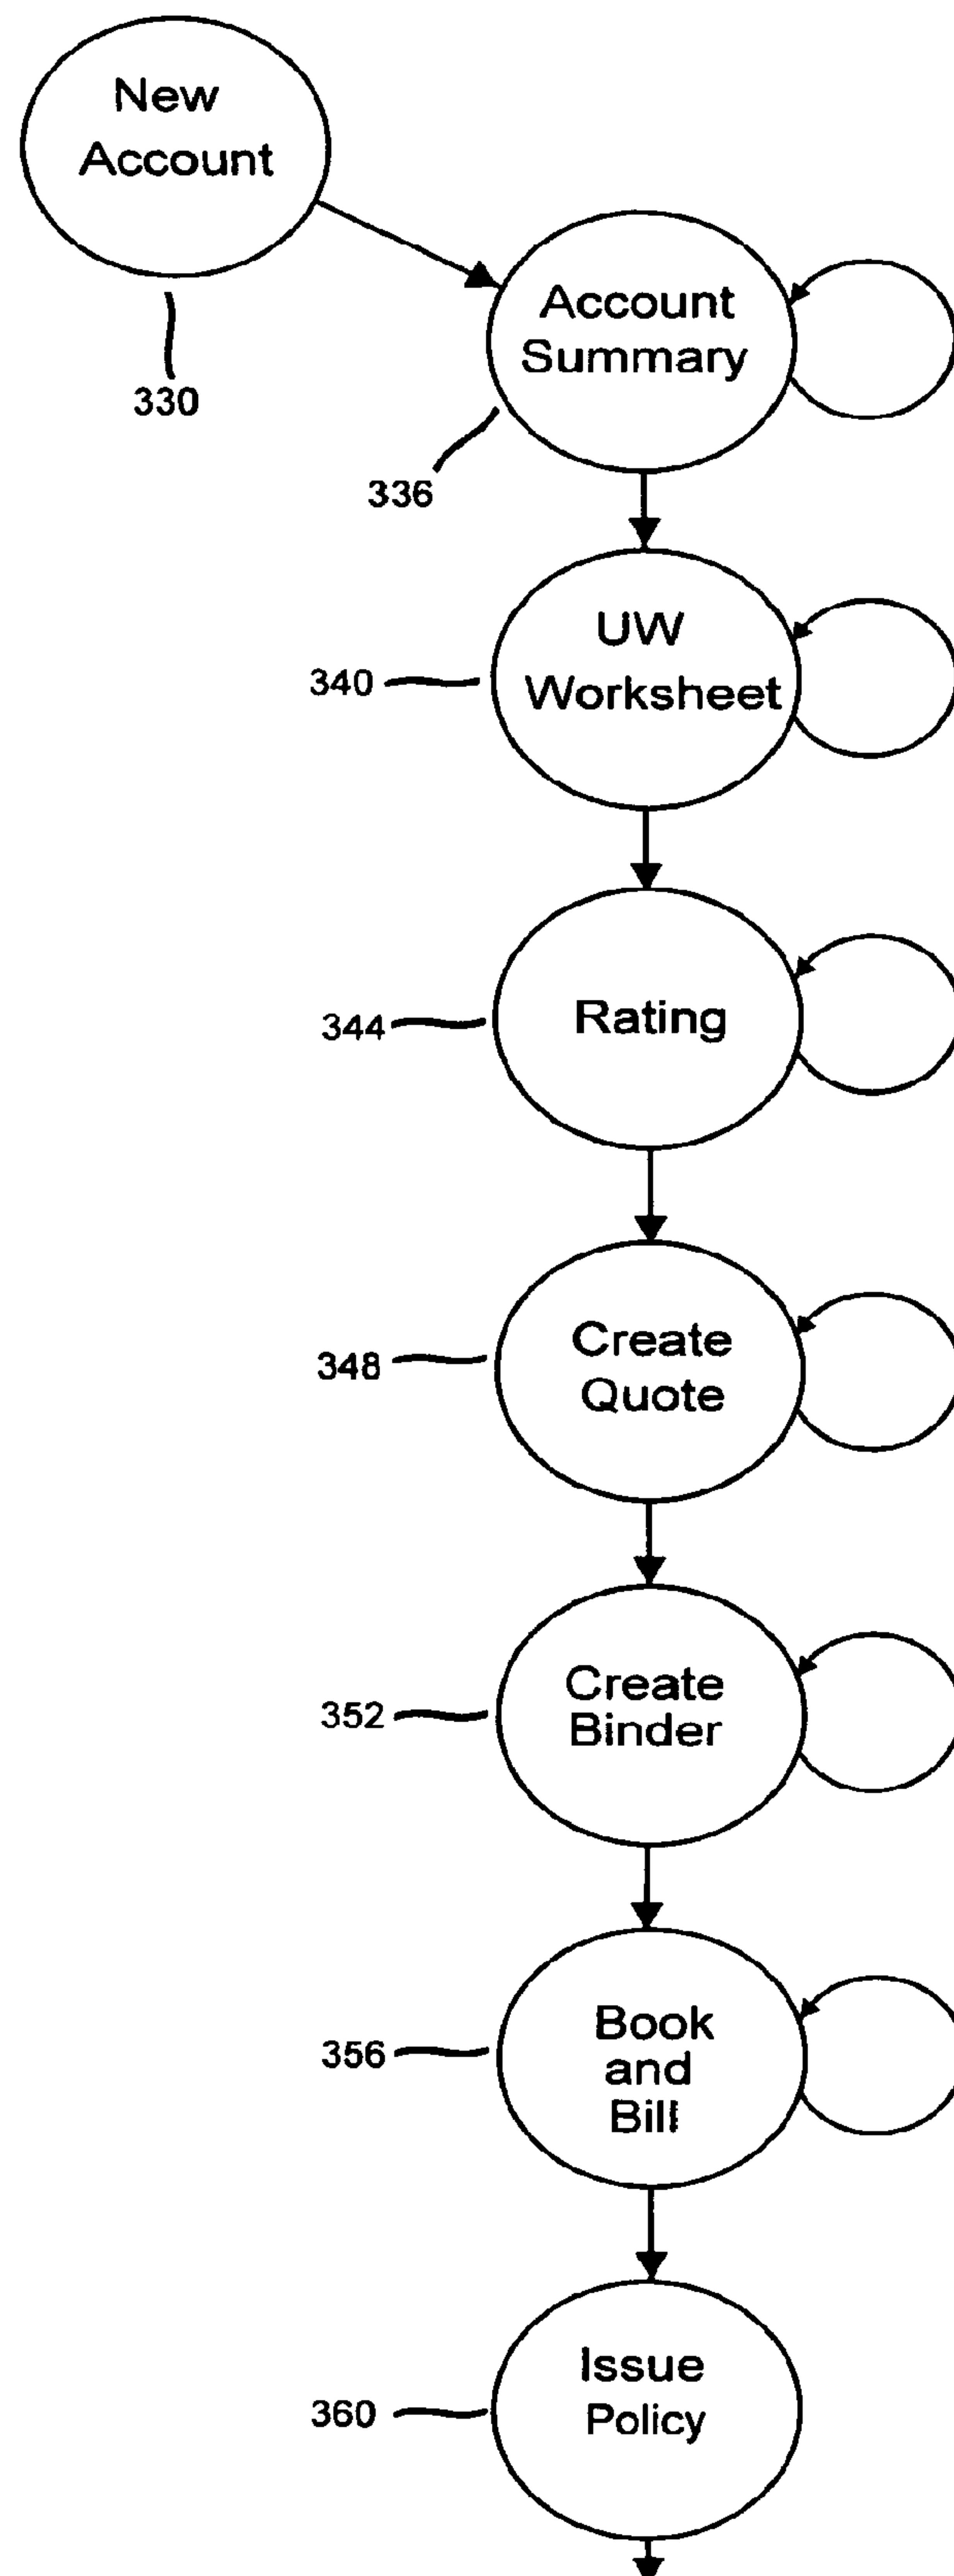 New
Account
330
Account
Summary
336
UW
Worksheet
340
Rating
344
Create
Quote
348
Create
Binder
352
Book
and
Bill
356
Issue
Policy
360